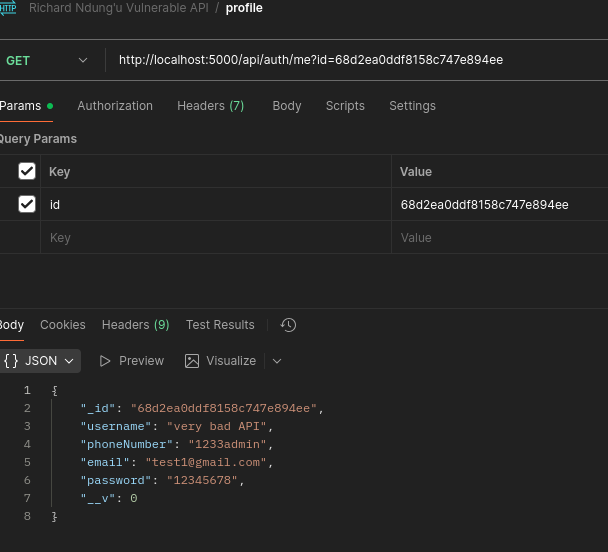 HTTP Richard Ndung'u Vulnerable API / profile
GET http://localhost:5000/api/auth/me?id=68d2ea0ddf8158c747e894ee
Params Authorization Headers (7) Body Scripts Settings
Query Params
Key Value
id 68d2ea0ddf8158c747e894ee
Key Value
Body Cookies Headers (9) Test Results
{} JSON Preview Visualize
1 {
2 "_id": "68d2ea0ddf8158c747e894ee",
3 "username": "very bad API",
4 "phoneNumber": "1233admin",
5 "email": "test1@gmail.com",
6 "password": "12345678",
7 "__v": 0
8 }